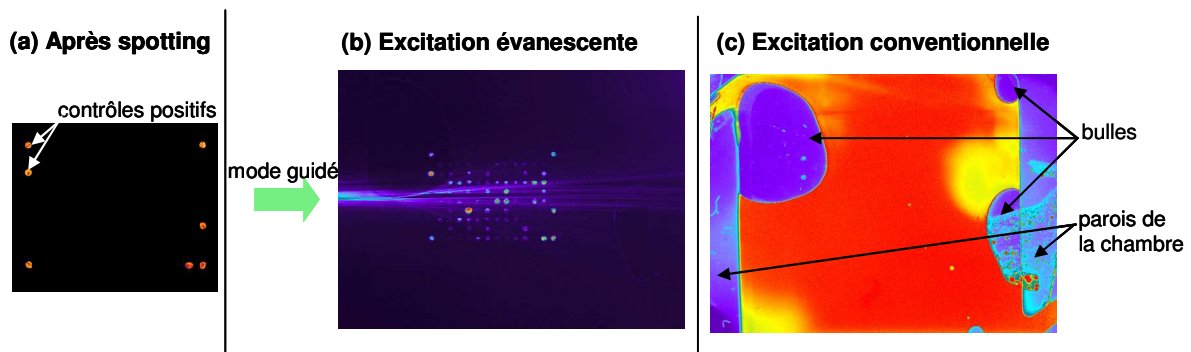 (a) Après spotting
(b) Excitation évanescente
(c) Excitation conventionnelle
contrôles positifs
mode guidé
bulles
parois de
la chambre